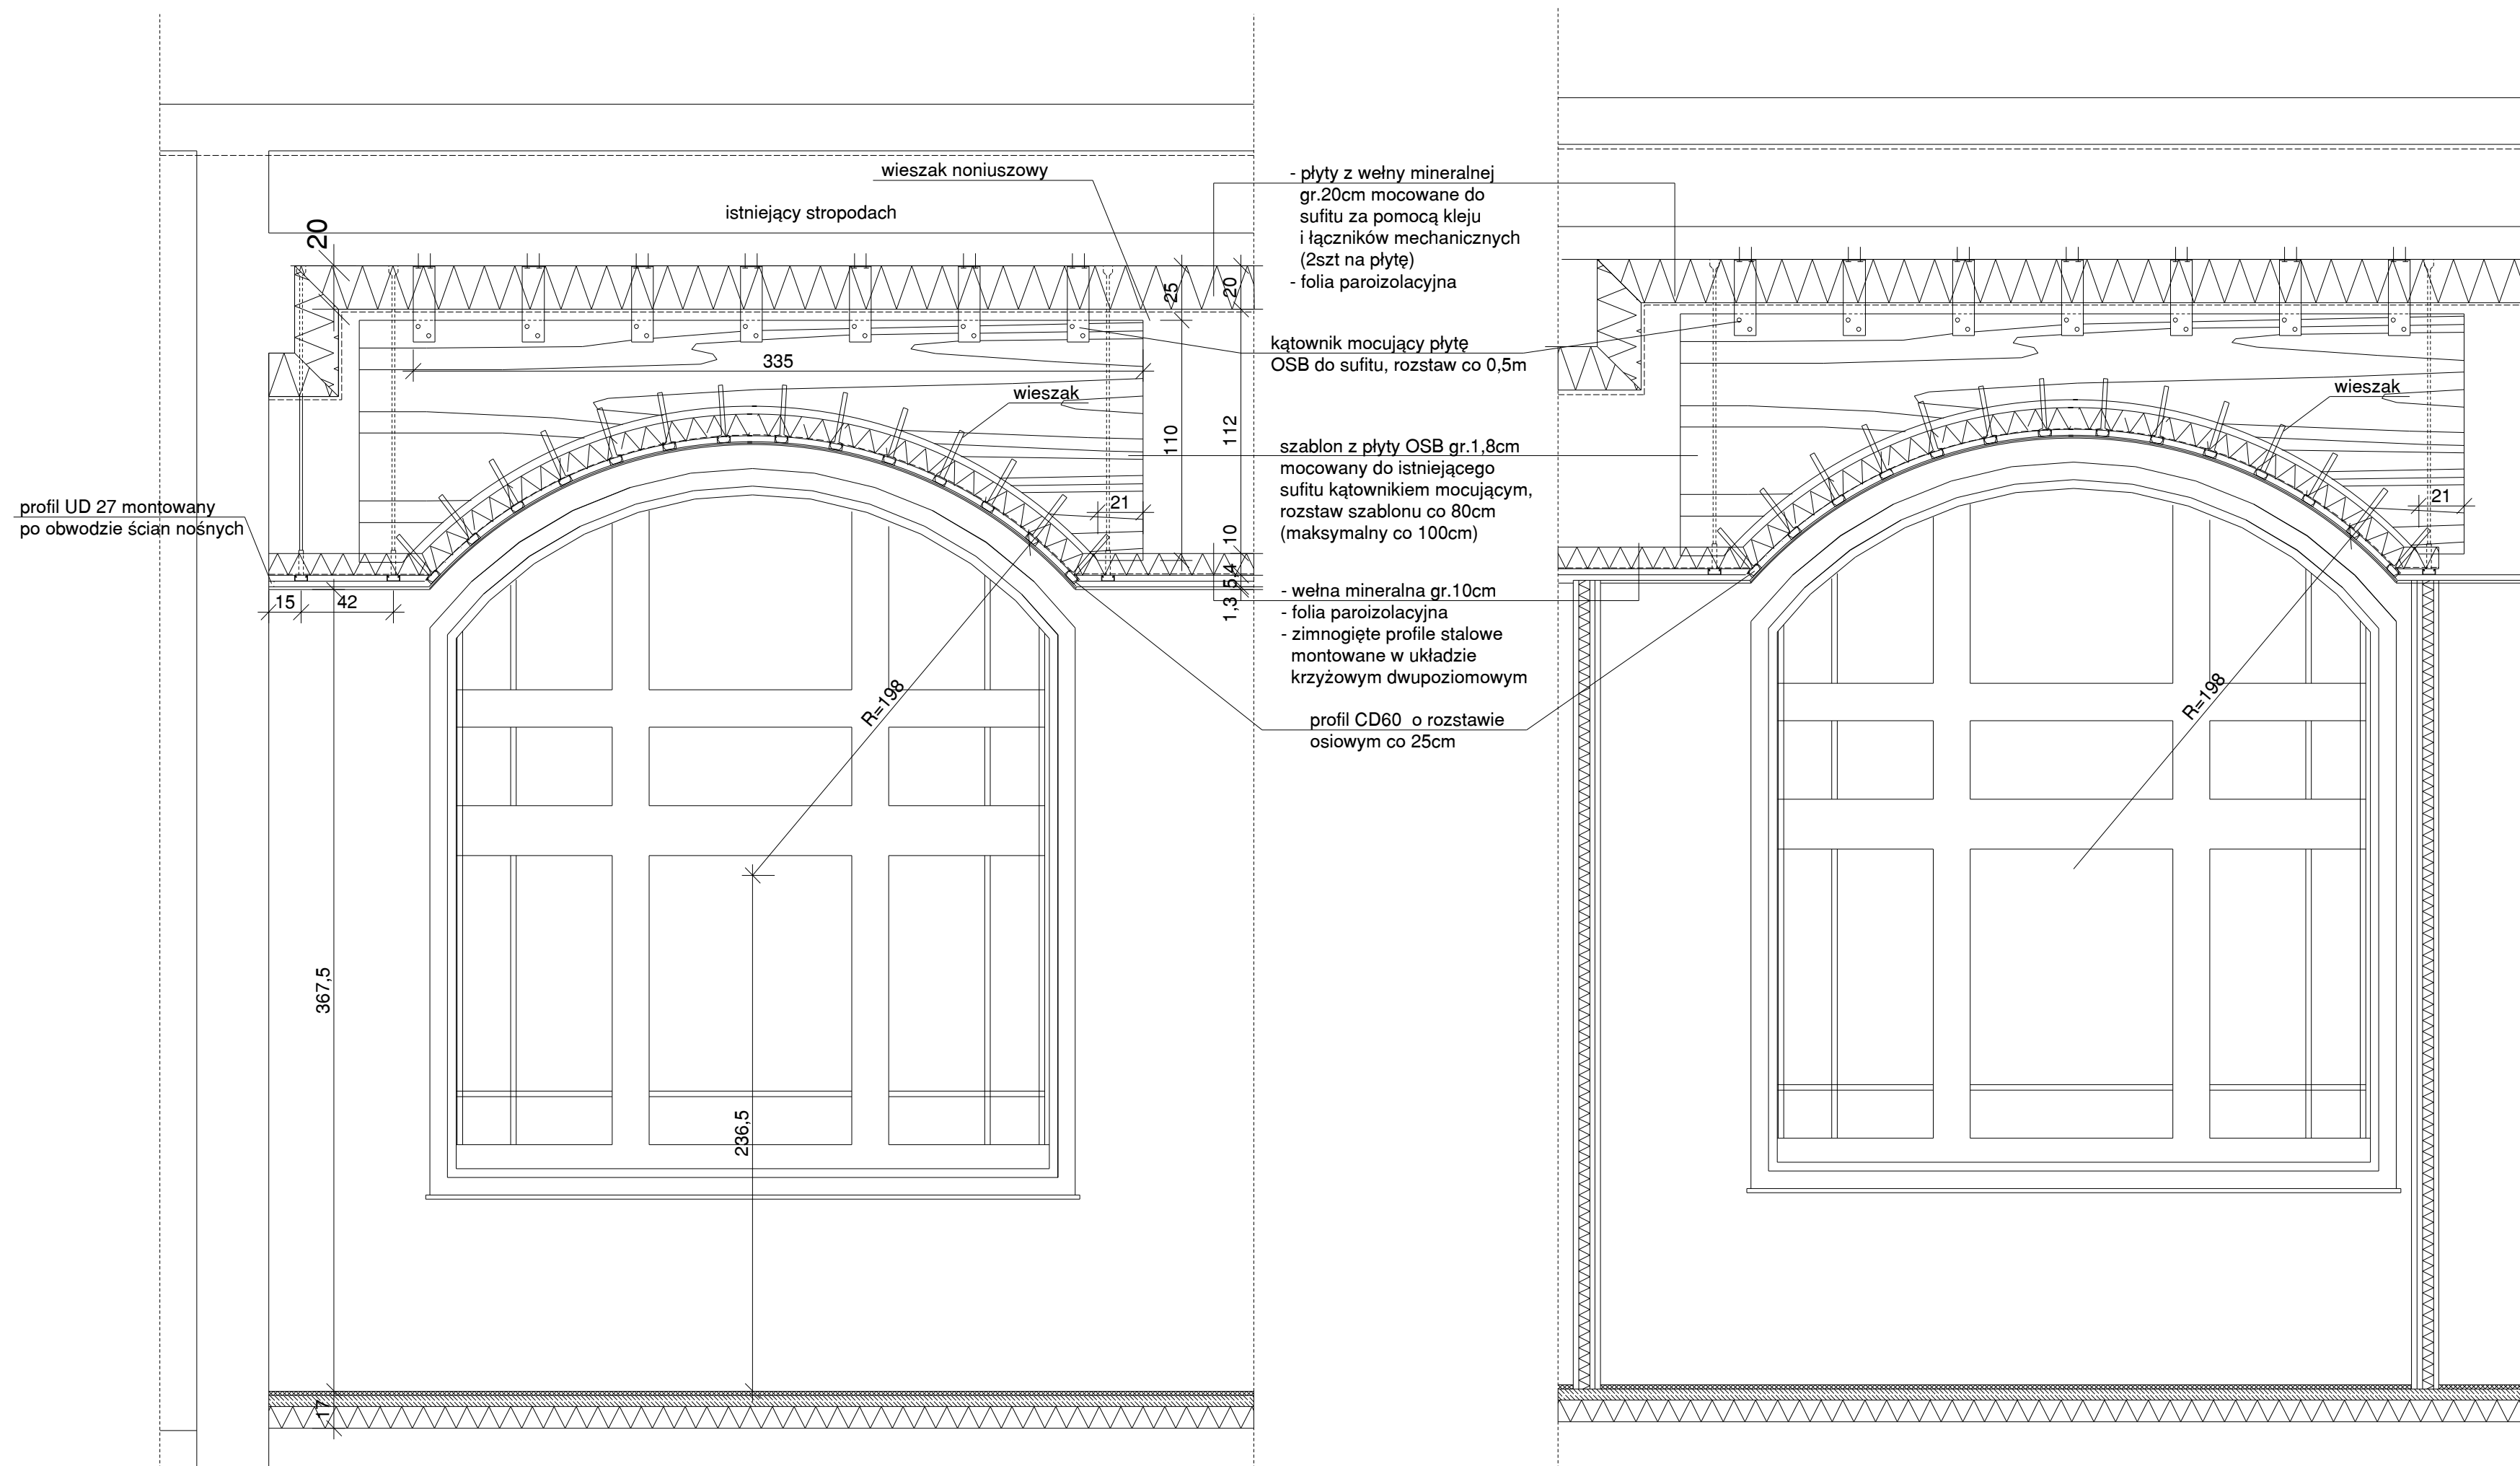 wieszak noniuszowy
istniejący stropodach
20
25
20
335
wieszak
110
112
21
10
5,4
1,3
profil UD 27 montowany
po obwodzie ścian nośnych
15
42
R=198
367,5
236,5
17
- płyty z wełny mineralnej
gr.20cm mocowane do
sufitu za pomocą kleju
i łączników mechanicznych
(2szt na płytę)
- folia paroizolacyjna
kątownik mocujący płytę
OSB do sufitu, rozstaw co 0,5m
szablon z płyty OSB gr.1,8cm
mocowany do istniejącego
sufitu kątownikiem mocującym,
rozstaw szablonu co 80cm
(maksymalny co 100cm)
- wełna mineralna gr.10cm
- folia paroizolacyjna
- zimnogięte profile stalowe
montowane w układzie
krzyżowym dwupoziomowym
profil CD60 o rozstawie
osiowym co 25cm
wieszak
21
R=198